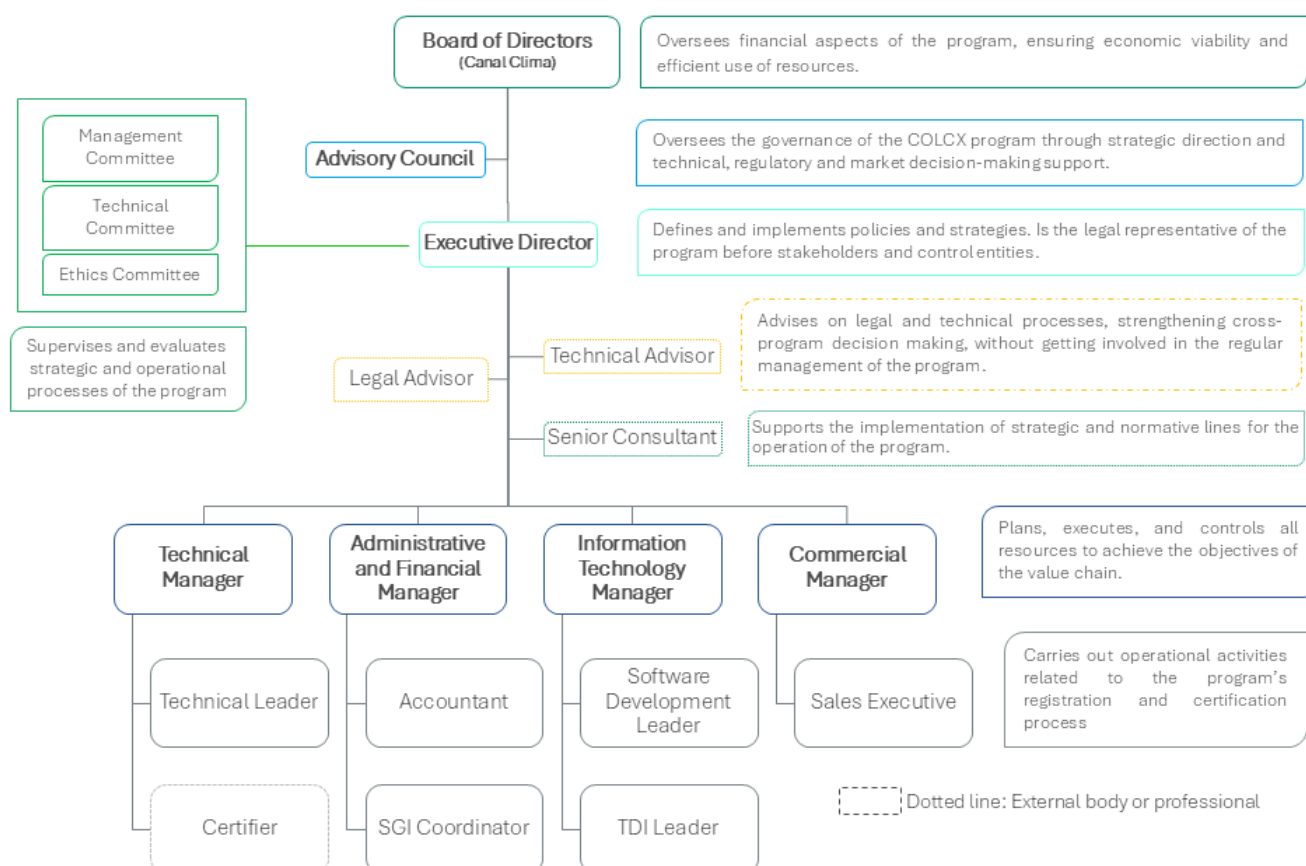 Board of Directors
(Canal Clima)
Oversees financial aspects of the program, ensuring economic viability and
efficient use of resources.
Management
Committee
Technical
Committee
Ethics Committee
Advisory Council
Oversees the governance of the COLCX program through strategic direction and
technical, regulatory and market decision-making support.
Executive Director
Defines and implements policies and strategies. Is the legal representative of the
program before stakeholders and control entities.
Supervises and evaluates
strategic and operational
processes of the program
Legal Advisor
Technical Advisor
Advises on legal and technical processes, strengthening cross-
program decision making, without getting involved in the regular
management of the program.
Senior Consultant
Supports the implementation of strategic and normative lines for the
operation of the program.
Technical
Manager
Administrative
and Financial
Manager
Information
Technology
Manager
Commercial
Manager
Plans, executes, and controls all
resources to achieve the objectives of
the value chain.
Technical Leader
Accountant
Software
Development
Leader
Sales Executive
Carries out operational activities
related to the program's
registration and certification
process
Certifier
SGI Coordinator
TDI Leader
Dotted line: External body or professional